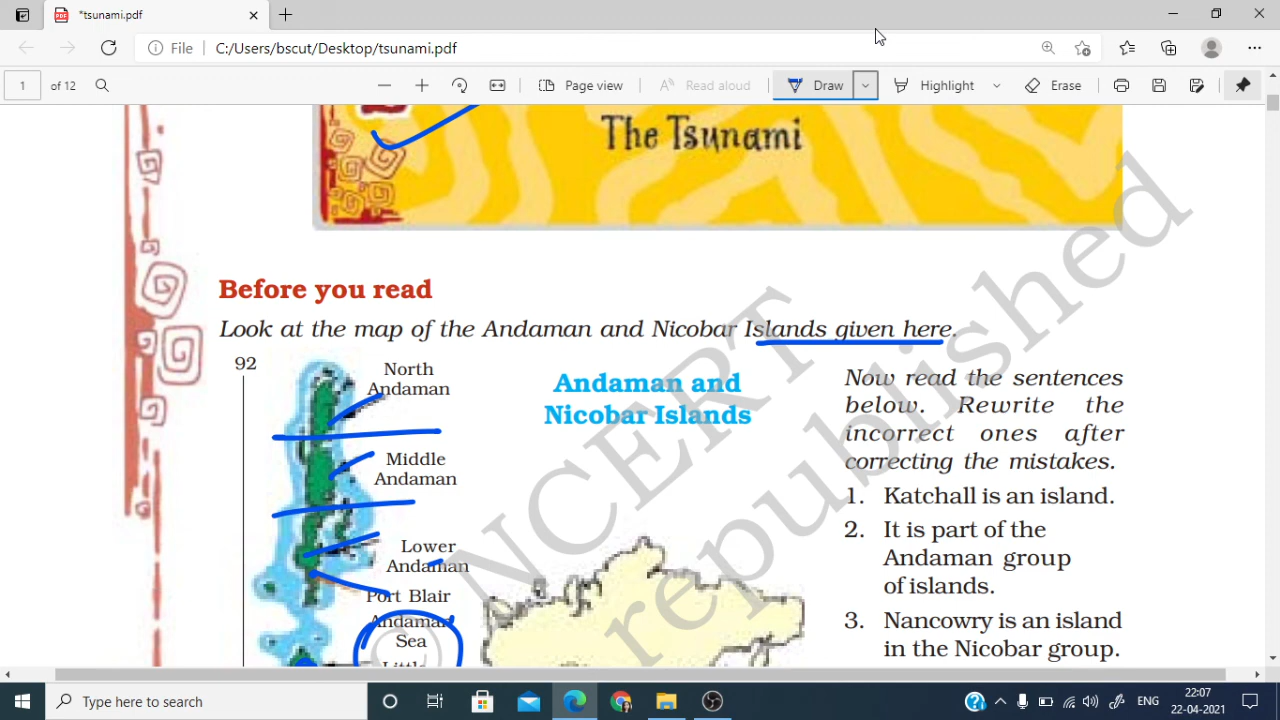 *tsunami.pdf
File
C:/Users/bscut/Desktop/tsunami.pdf
1 of 12
Page view
Read aloud
Draw
Highlight
Erase
The Tsunami
Before you read
Look at the map of the Andaman and Nicobar Islands given here.
92
North
Andaman
Middle
Andaman
Lower
Andaman
Port Blair
Andaman
Sea
Little
Andaman and
Nicobar Islands
Now read the sentences
below. Rewrite the
incorrect ones after
correcting the mistakes.
1. Katchall is an island.
2. It is part of the
Andaman group
of islands.
3. Nancowry is an island
in the Nicobar group.
© NCERT
republished
Type here to search
ENG
22:07
22-04-2021